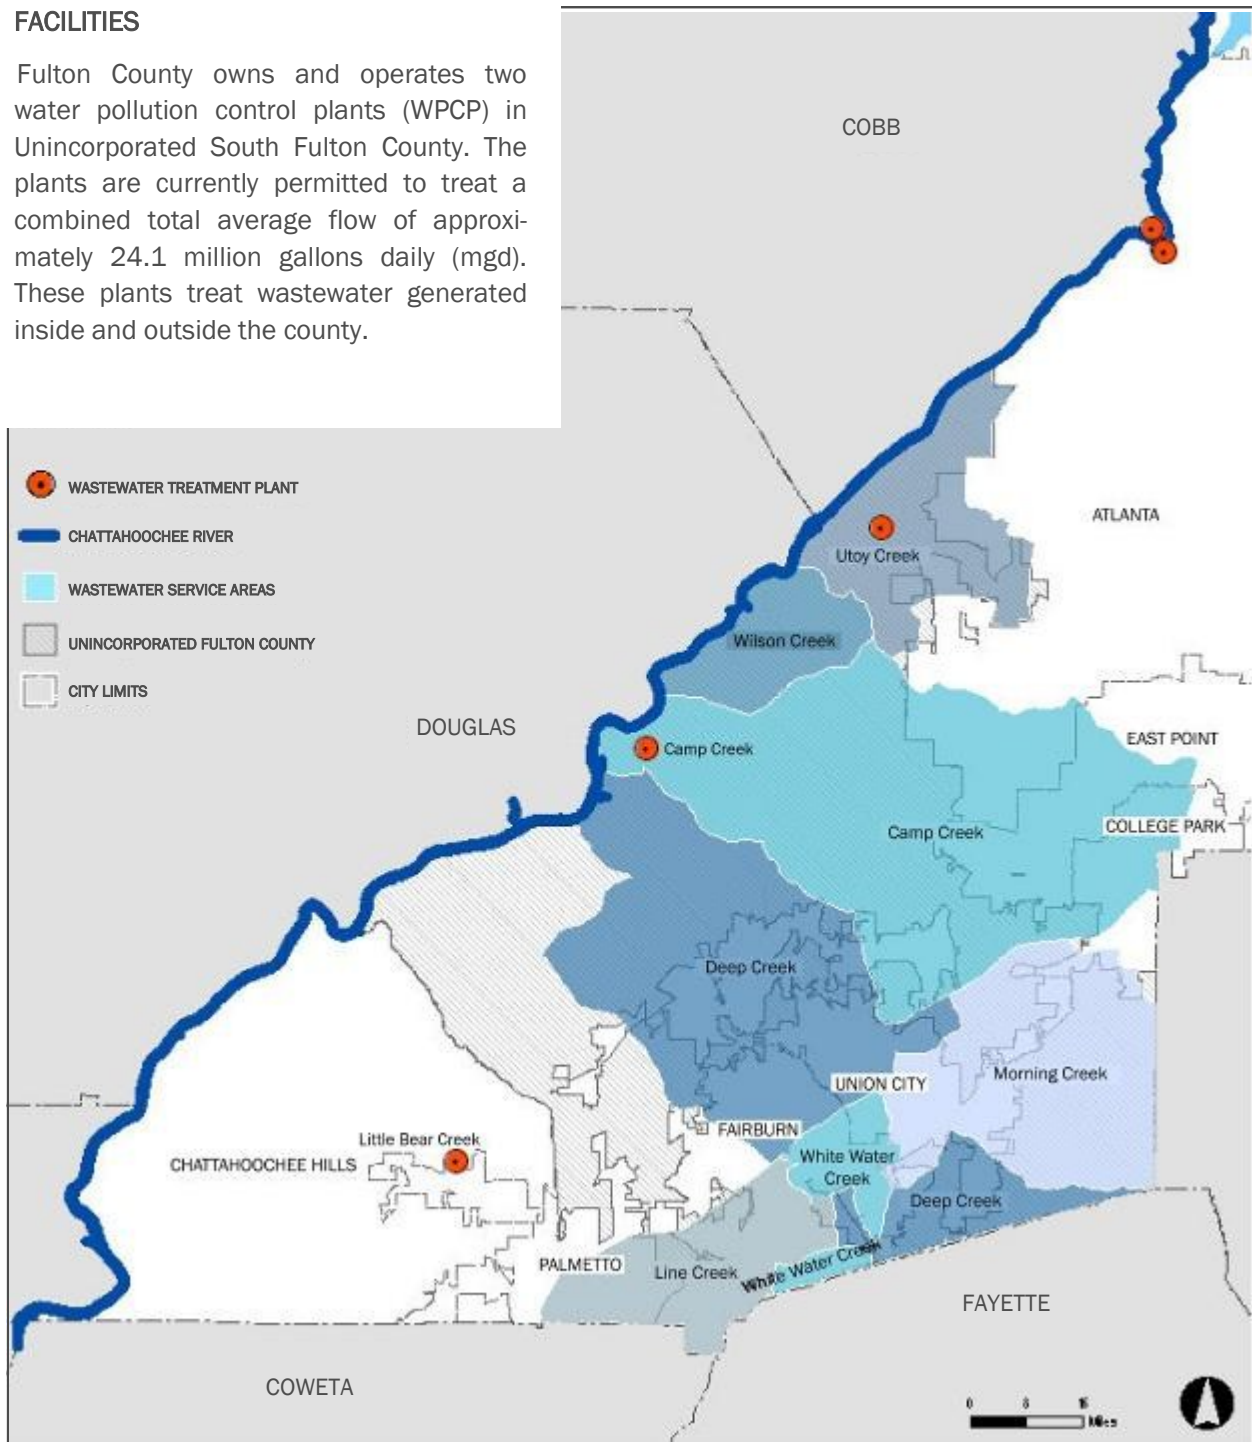 FACILITIES
Fulton County owns and operates two
water pollution control plants (WPCP) in
Unincorporated South Fulton County. The
plants are currently permitted to treat a
combined total average flow of approxi-
mately 24.1 million gallons daily (mgd).
These plants treat wastewater generated
inside and outside the county.
COBB
WASTEWATER TREATMENT PLANT
CHATTAHOOCHEE RIVER
WASTEWATER SERVICE AREAS
UNINCORPORATED FULTON COUNTY
CITY LIMITS
ATLANTA
Utoy Creek
Wilson Creek
DOUGLAS
EAST POINT
Camp Creek
Camp Creek
COLLEGE PARK
Deep Creek
Morning Creek
UNION CITY
FAIRBURN
Little Bear Creek
CHATTAHOOCHEE HILLS
White Water
Creek
Deep Creek
PALMETTO
Line Creek
White Water Creek
FAYETTE
COWETA
0 8 16
Miles